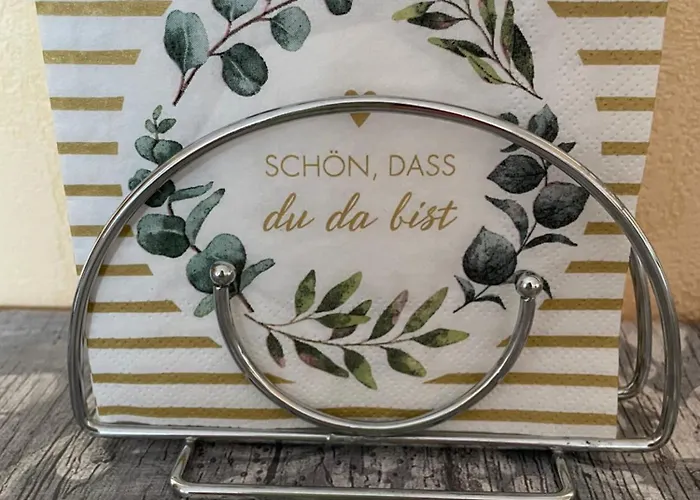 SCHÖN, DASS
du da bist